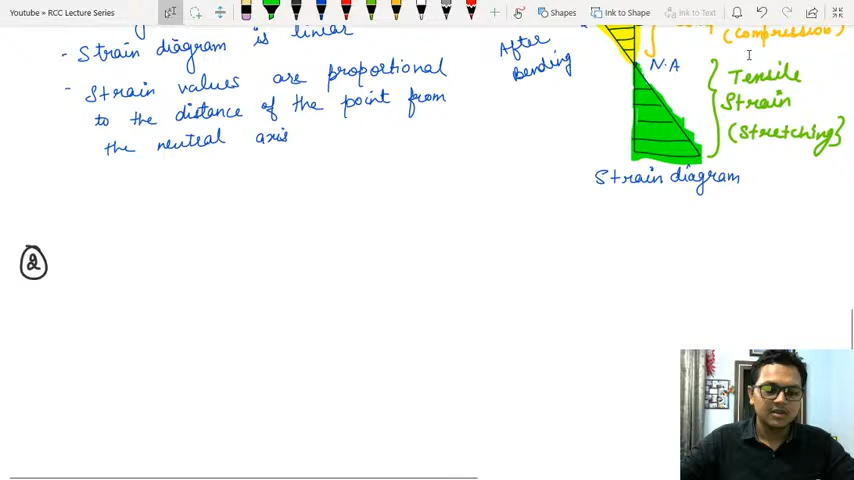 Youtube » RCC Lecture Series
Shapes
Ink to Shape
Ink to Text
- Strain diagram is linear
- Strain values are proportional
to the distance of the point from
the neutral axis
After
Bending
(Compression)
N.A
Tensile
Strain
(Stretching)
Strain diagram
2